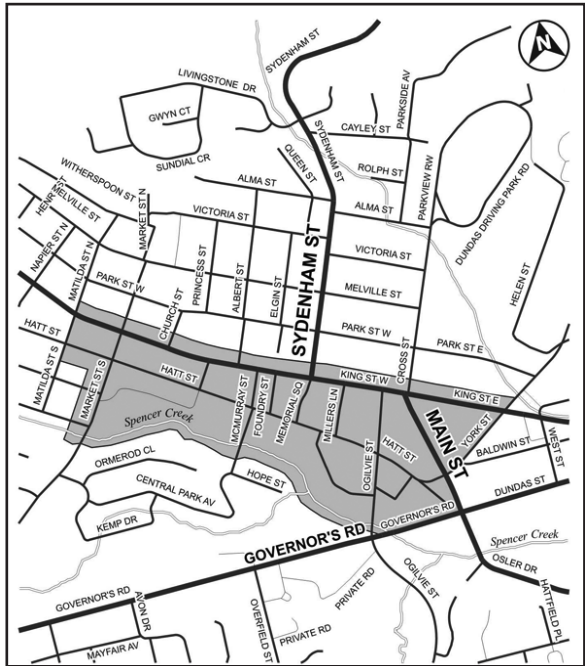 SYDENHAM ST
N
LIVINGSTONE DR
PARKSIDE AV
GWYN CT
SYDENHAM ST
CAYLEY ST
SUNDIAL CR
QUEEN ST
ROLPH ST
PARKVIEW RW
DUNDAS DRIVING PARK RD
WITHERSPOON ST
ALMA ST
ALMA ST
HELEN ST
MELVILLE ST
MARKET ST N
VICTORIA ST
VICTORIA ST
NAPIER ST N
MATILDA ST N
PRINCESS ST
ALBERT ST
ELGIN ST
SYDENHAM ST
MELVILLE ST
PARK ST W
CHURCH ST
PARK ST W
PARK ST E
CROSS ST
HATT ST
KING ST W
KING ST E
MATILDA ST S
MARKET ST S
HATT ST
MCMURRAY ST
FOUNDRY ST
MEMORIAL SQ
MILLERS LN
MAIN ST
YORK ST
Spencer Creek
OGILVIE ST
HATT ST
BALDWIN ST
WEST ST
ORMEROD CL
HOPE ST
CENTRAL PARK AV
DUNDAS ST
KEMP DR
GOVERNOR'S RD
GOVERNOR'S RD
Spencer Creek
OSLER DR
PRIVATE RD
OGILVIE ST
GOVERNOR'S RD
AVON DR
OVERFIELD ST
HATTFIELD PL
PRIVATE RD
MAYFAIR AV